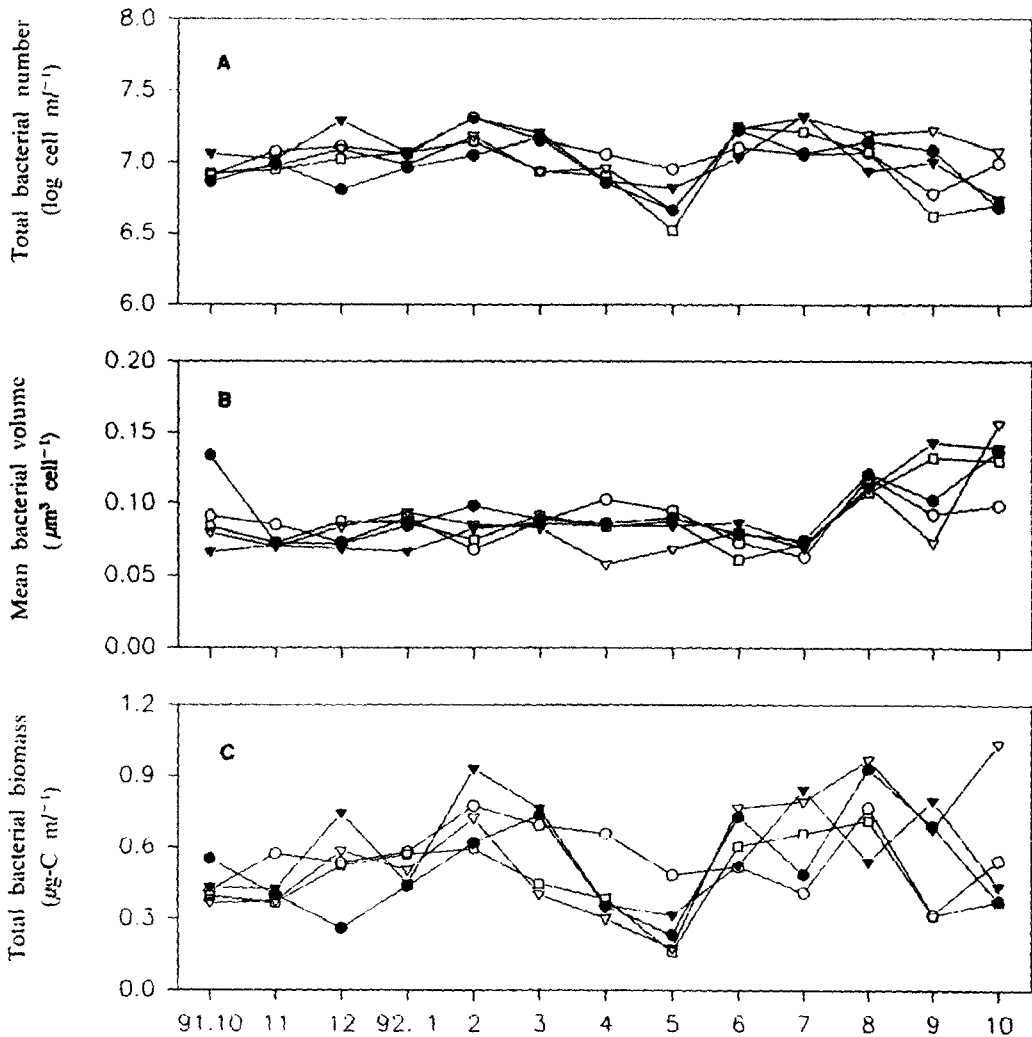 Total bacterial number
(log cell ml⁻¹)
8.0
7.5
7.0
6.5
6.0
A
Mean bacterial volume
(μm³ cell⁻¹)
0.20
0.15
0.10
0.05
0.00
B
Total bacterial biomass
(μg-C ml⁻¹)
1.2
0.9
0.6
0.3
0.0
C
91.10 11 12 92. 1 2 3 4 5 6 7 8 9 10